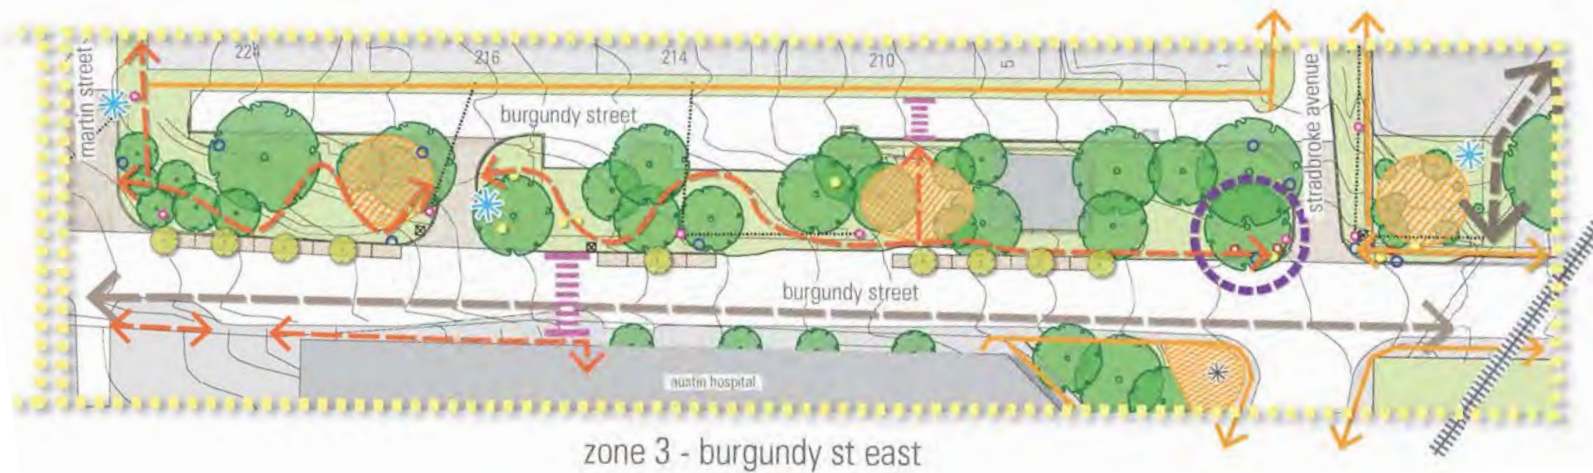 martin street
224
216
214
210
5
1
burgundy street
stradbroke avenue
burgundy street
austin hospital
zone 3 - burgundy st east